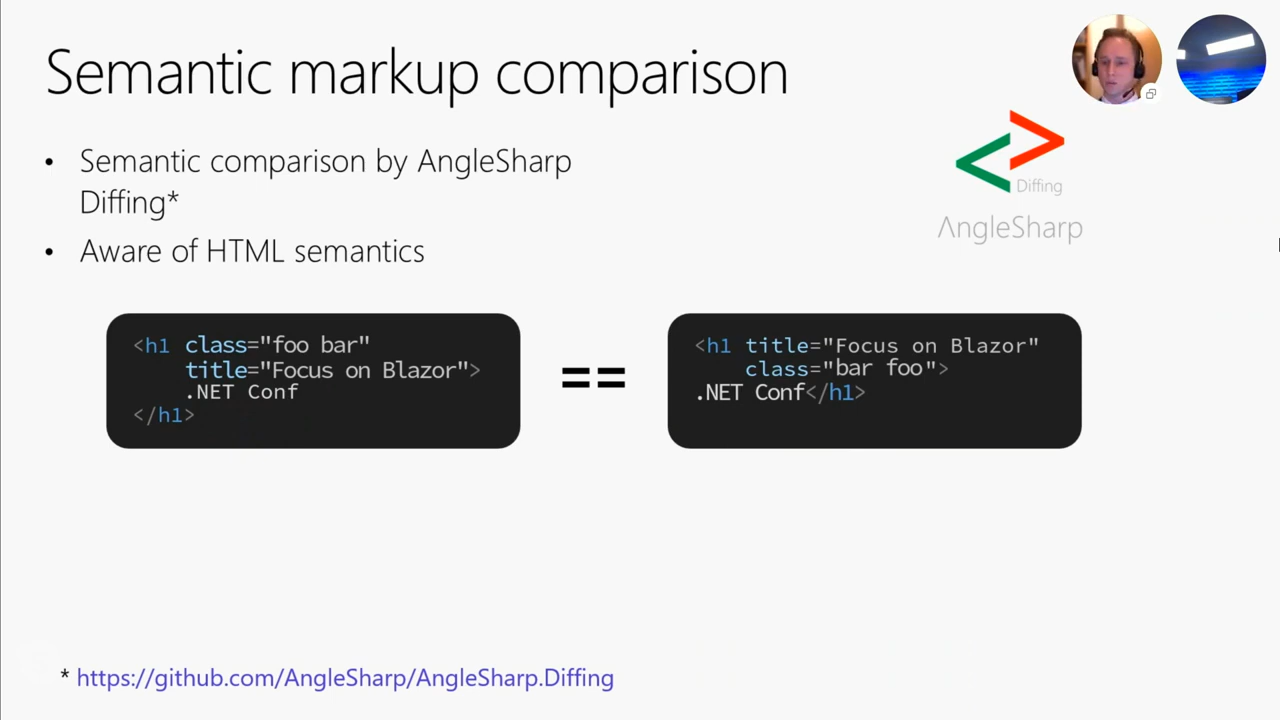 Semantic markup comparison
• Semantic comparison by AngleSharp
Diffing*
• Aware of HTML semantics
Diffing
AngleSharp
<h1 class="foo bar"
title="Focus on Blazor">
.NET Conf
</h1>
==
<h1 title="Focus on Blazor"
class="bar foo">
.NET Conf</h1>
* https://github.com/AngleSharp/AngleSharp.Diffing